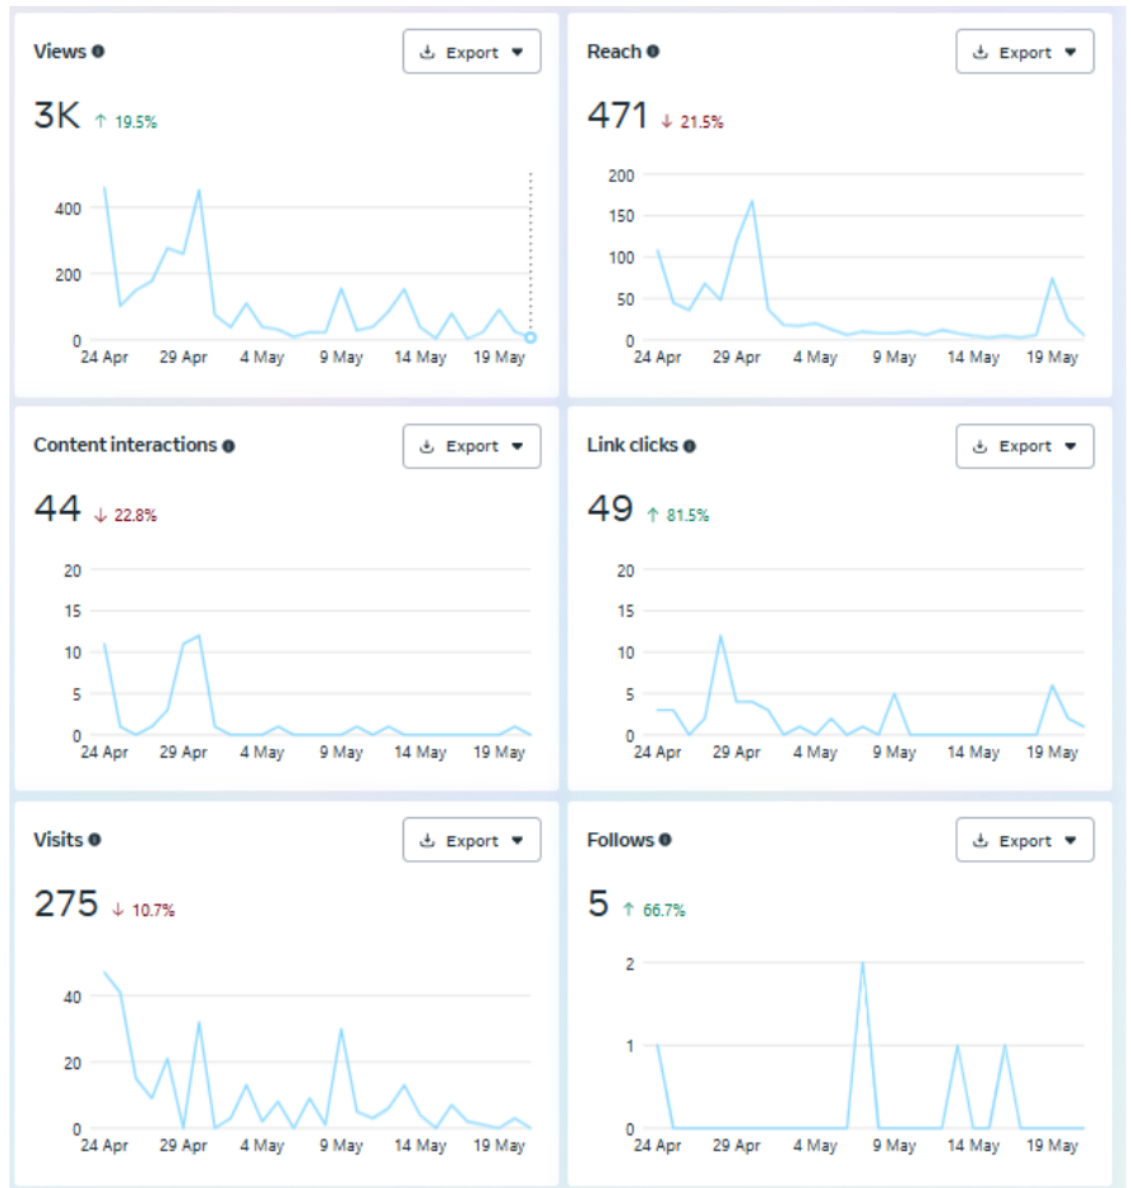 Views
Export
3K ↑ 19.5%
400
200
0
24 Apr 29 Apr 4 May 9 May 14 May 19 May
Reach
Export
471 ↓ 21.5%
200
150
100
50
0
24 Apr 29 Apr 4 May 9 May 14 May 19 May
Content interactions
Export
44 ↓ 22.8%
20
15
10
5
0
24 Apr 29 Apr 4 May 9 May 14 May 19 May
Link clicks
Export
49 ↑ 81.5%
20
15
10
5
0
24 Apr 29 Apr 4 May 9 May 14 May 19 May
Visits
Export
275 ↓ 10.7%
40
20
0
24 Apr 29 Apr 4 May 9 May 14 May 19 May
Follows
Export
5 ↑ 66.7%
2
1
0
24 Apr 29 Apr 4 May 9 May 14 May 19 May